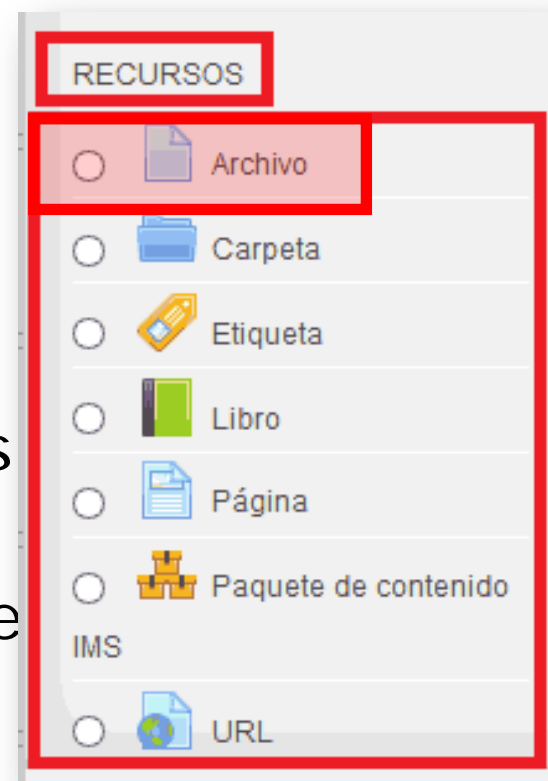 RECURSOS
Archivo
Carpeta
Etiqueta
Libro
s
Página
Paquete de contenido
e
IMS
URL